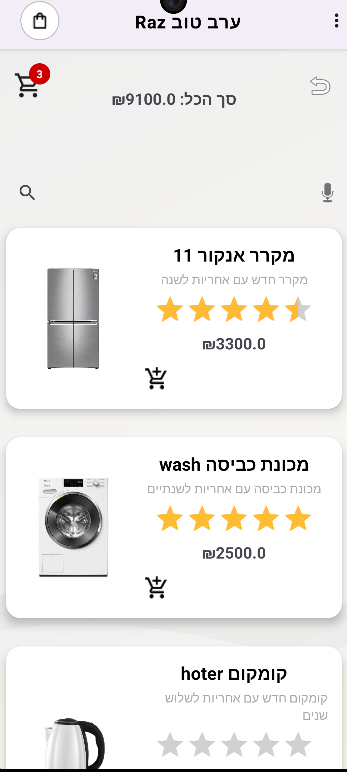 ערב טוב Raz
3
סך הכל: 9100.0₪
מקרר אנקור 11
מקרר חדש עם אחריות לשנה
3300.0₪
מכונת כביסה wash
מכונת כביסה עם אחריות לשנתיים
2500.0₪
קומקום hoter
קומקום חדש עם אחריות לשלוש
שנים